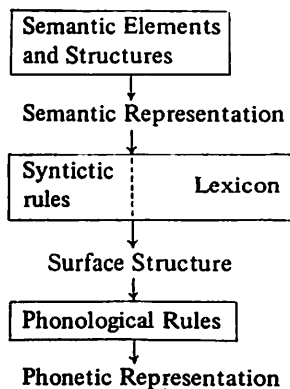 Semantic Elements
and Structures
Semantic Representation
Syntictic
rules
Lexicon
Surface Structure
Phonological Rules
Phonetic Representation